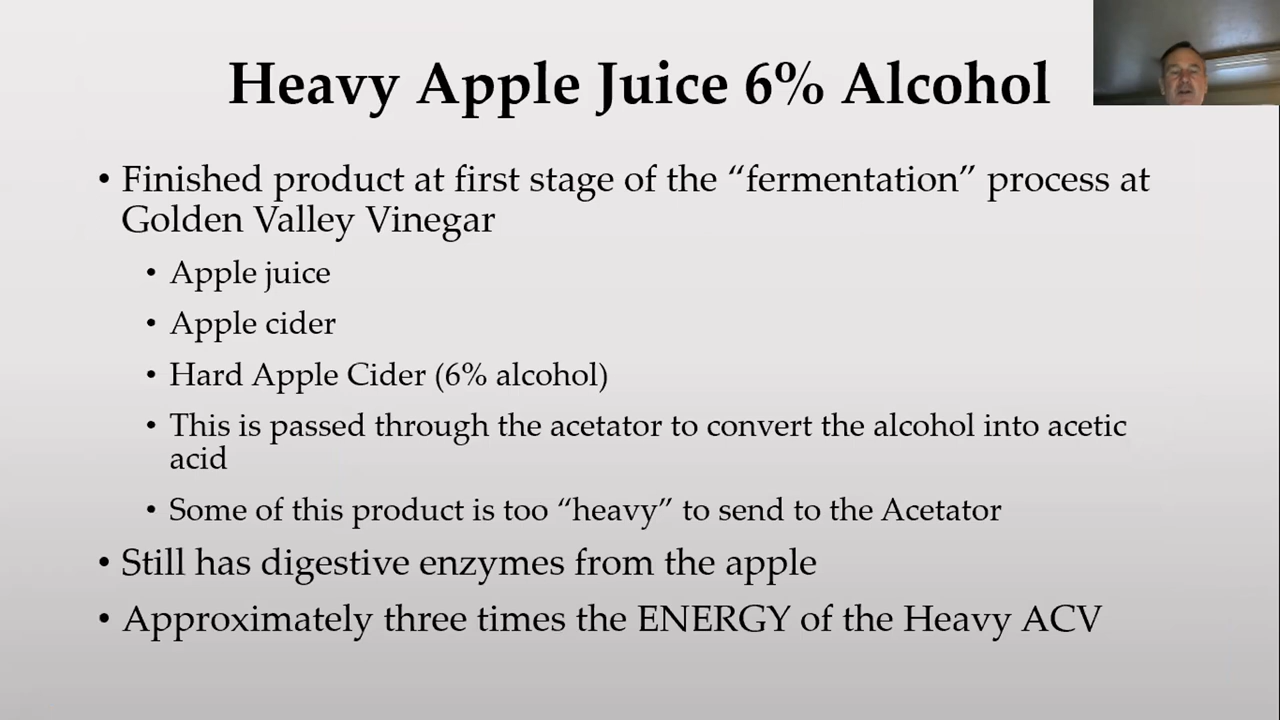 Heavy Apple Juice 6% Alcohol
• Finished product at first stage of the “fermentation” process at
Golden Valley Vinegar
• Apple juice
• Apple cider
• Hard Apple Cider (6% alcohol)
• This is passed through the acetator to convert the alcohol into acetic
acid
• Some of this product is too “heavy” to send to the Acetator
• Still has digestive enzymes from the apple
• Approximately three times the ENERGY of the Heavy ACV